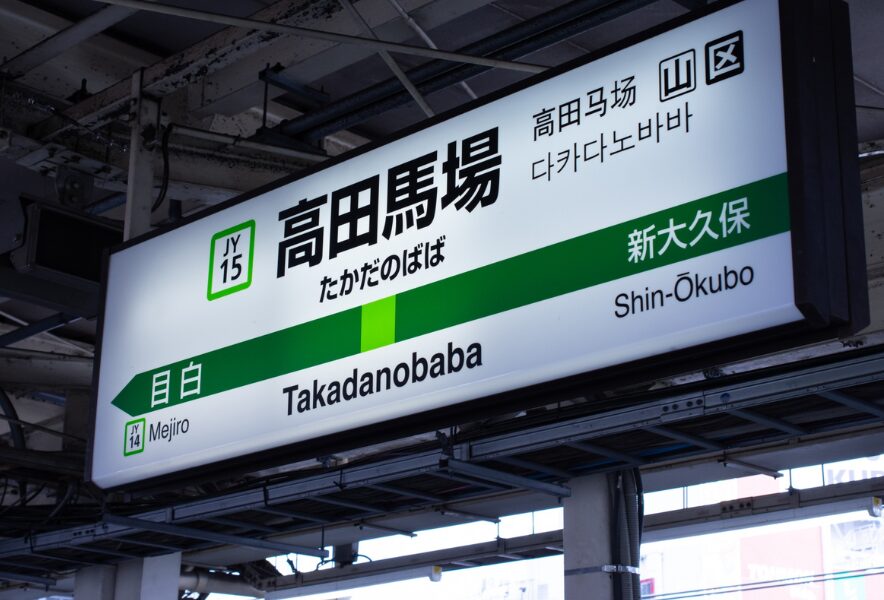 JY
15
高田馬場
たかだのばば
高田马场
다카다노바바
山 区
新大久保
Shin-Ōkubo
目白
JY
14
Mejiro
Takadanobaba